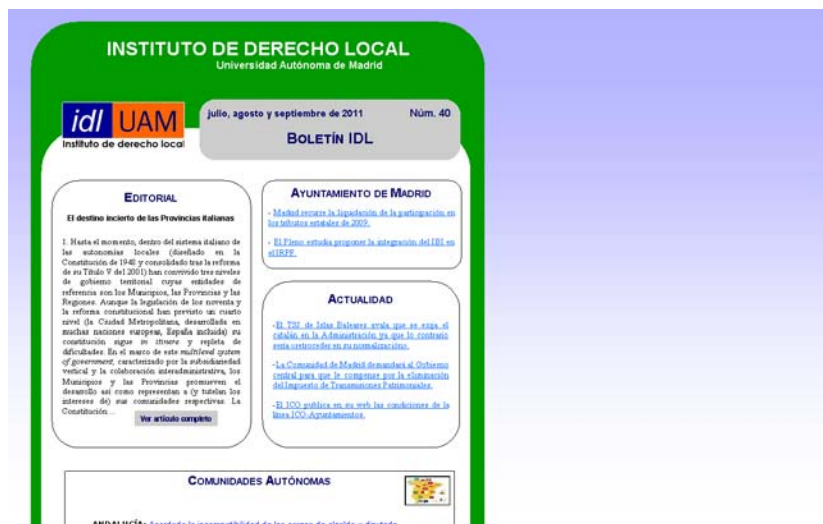 INSTITUTO DE DERECHO LOCAL
Universidad Autónoma de Madrid
idl UAM
Instituto de derecho local
julio, agosto y septiembre de 2011 Núm. 40
BOLETÍN IDL
EDITORIAL
El destino incierto de las Provincias italianas
1. Hasta el momento, dentro del sistema italiano de
las autonomías locales (diseñado en la
Constitución de 1948 y consolidado tras la reforma
de su Título V del 2001) han convivido tres niveles
de gobierno territorial cuyas entidades de
referencia son los Municipios, las Provincias y las
Regiones. Aunque la legislación de los noventa y
la reforma constitucional han previsto un cuarto
nivel (la Ciudad Metropolitana, desarrollada en
muchas naciones europeas, España incluida) su
constitución sigue in itinere y repleta de
dificultades. En el marco de este multilevel system
of government, caracterizado por la subsidiariedad
vertical y la colaboración interadministrativa, los
Municipios y las Provincias promueven el
desarrollo así como representan a (y tutelan los
intereses de) sus comunidades respectivas. La
Constitución ...
Ver artículo completo
AYUNTAMIENTO DE MADRID
- Madrid recurre la liquidación de la participación en
los tributos estatales de 2009.
- El Pleno estudia proponer la integración del IBI en
el IRPF.
ACTUALIDAD
-El TSJ de Islas Baleares avala que se exija el
catalán en la Administración ya que lo contrario
sería «retroceder en su normalización».
-La Comunidad de Madrid demandará al Gobierno
central para que le compense por la eliminación
del Impuesto de Transmisiones Patrimoniales.
-El ICO publica en su web las condiciones de la
línea ICO-Ayuntamientos.
COMUNIDADES AUTÓNOMAS
ANDALUCÍA: Acordada la incompatibilidad de los cargos de alcalde y diputado